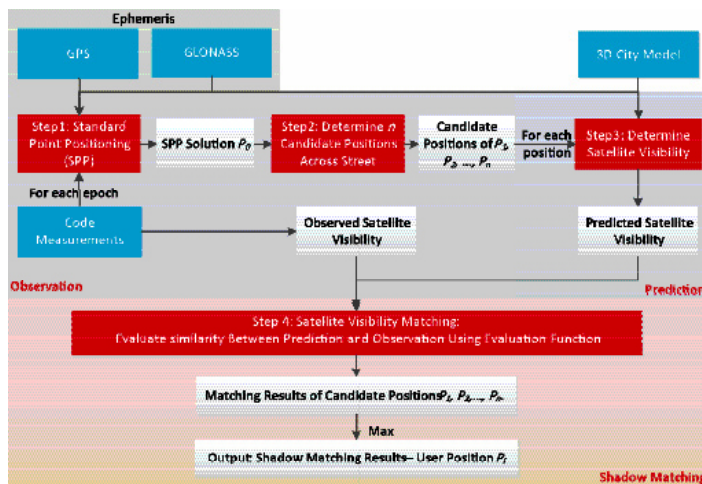 Ephemeris
GPS
GLONASS
3D City Model
Step1: Standard
Point Positioning
(SPP)
SPP Solution P0
Step2: Determine n
Candidate Positions
Across Street
Candidate
Positions of P1,
P2, ..., Pn
For each
position
Step3: Determine
Satellite Visibility
For each epoch
Code
Measurements
Observed Satellite
Visibility
Predicted Satellite
Visibility
Observation
Prediction
Step 4: Satellite Visibility Matching:
Evaluate similarity Between Prediction and Observation Using Evaluation Function
Matching Results of Candidate PositionsP1, P2,..., Pn.
Max
Output: Shadow Matching Results– User Position Pi
Shadow Matching